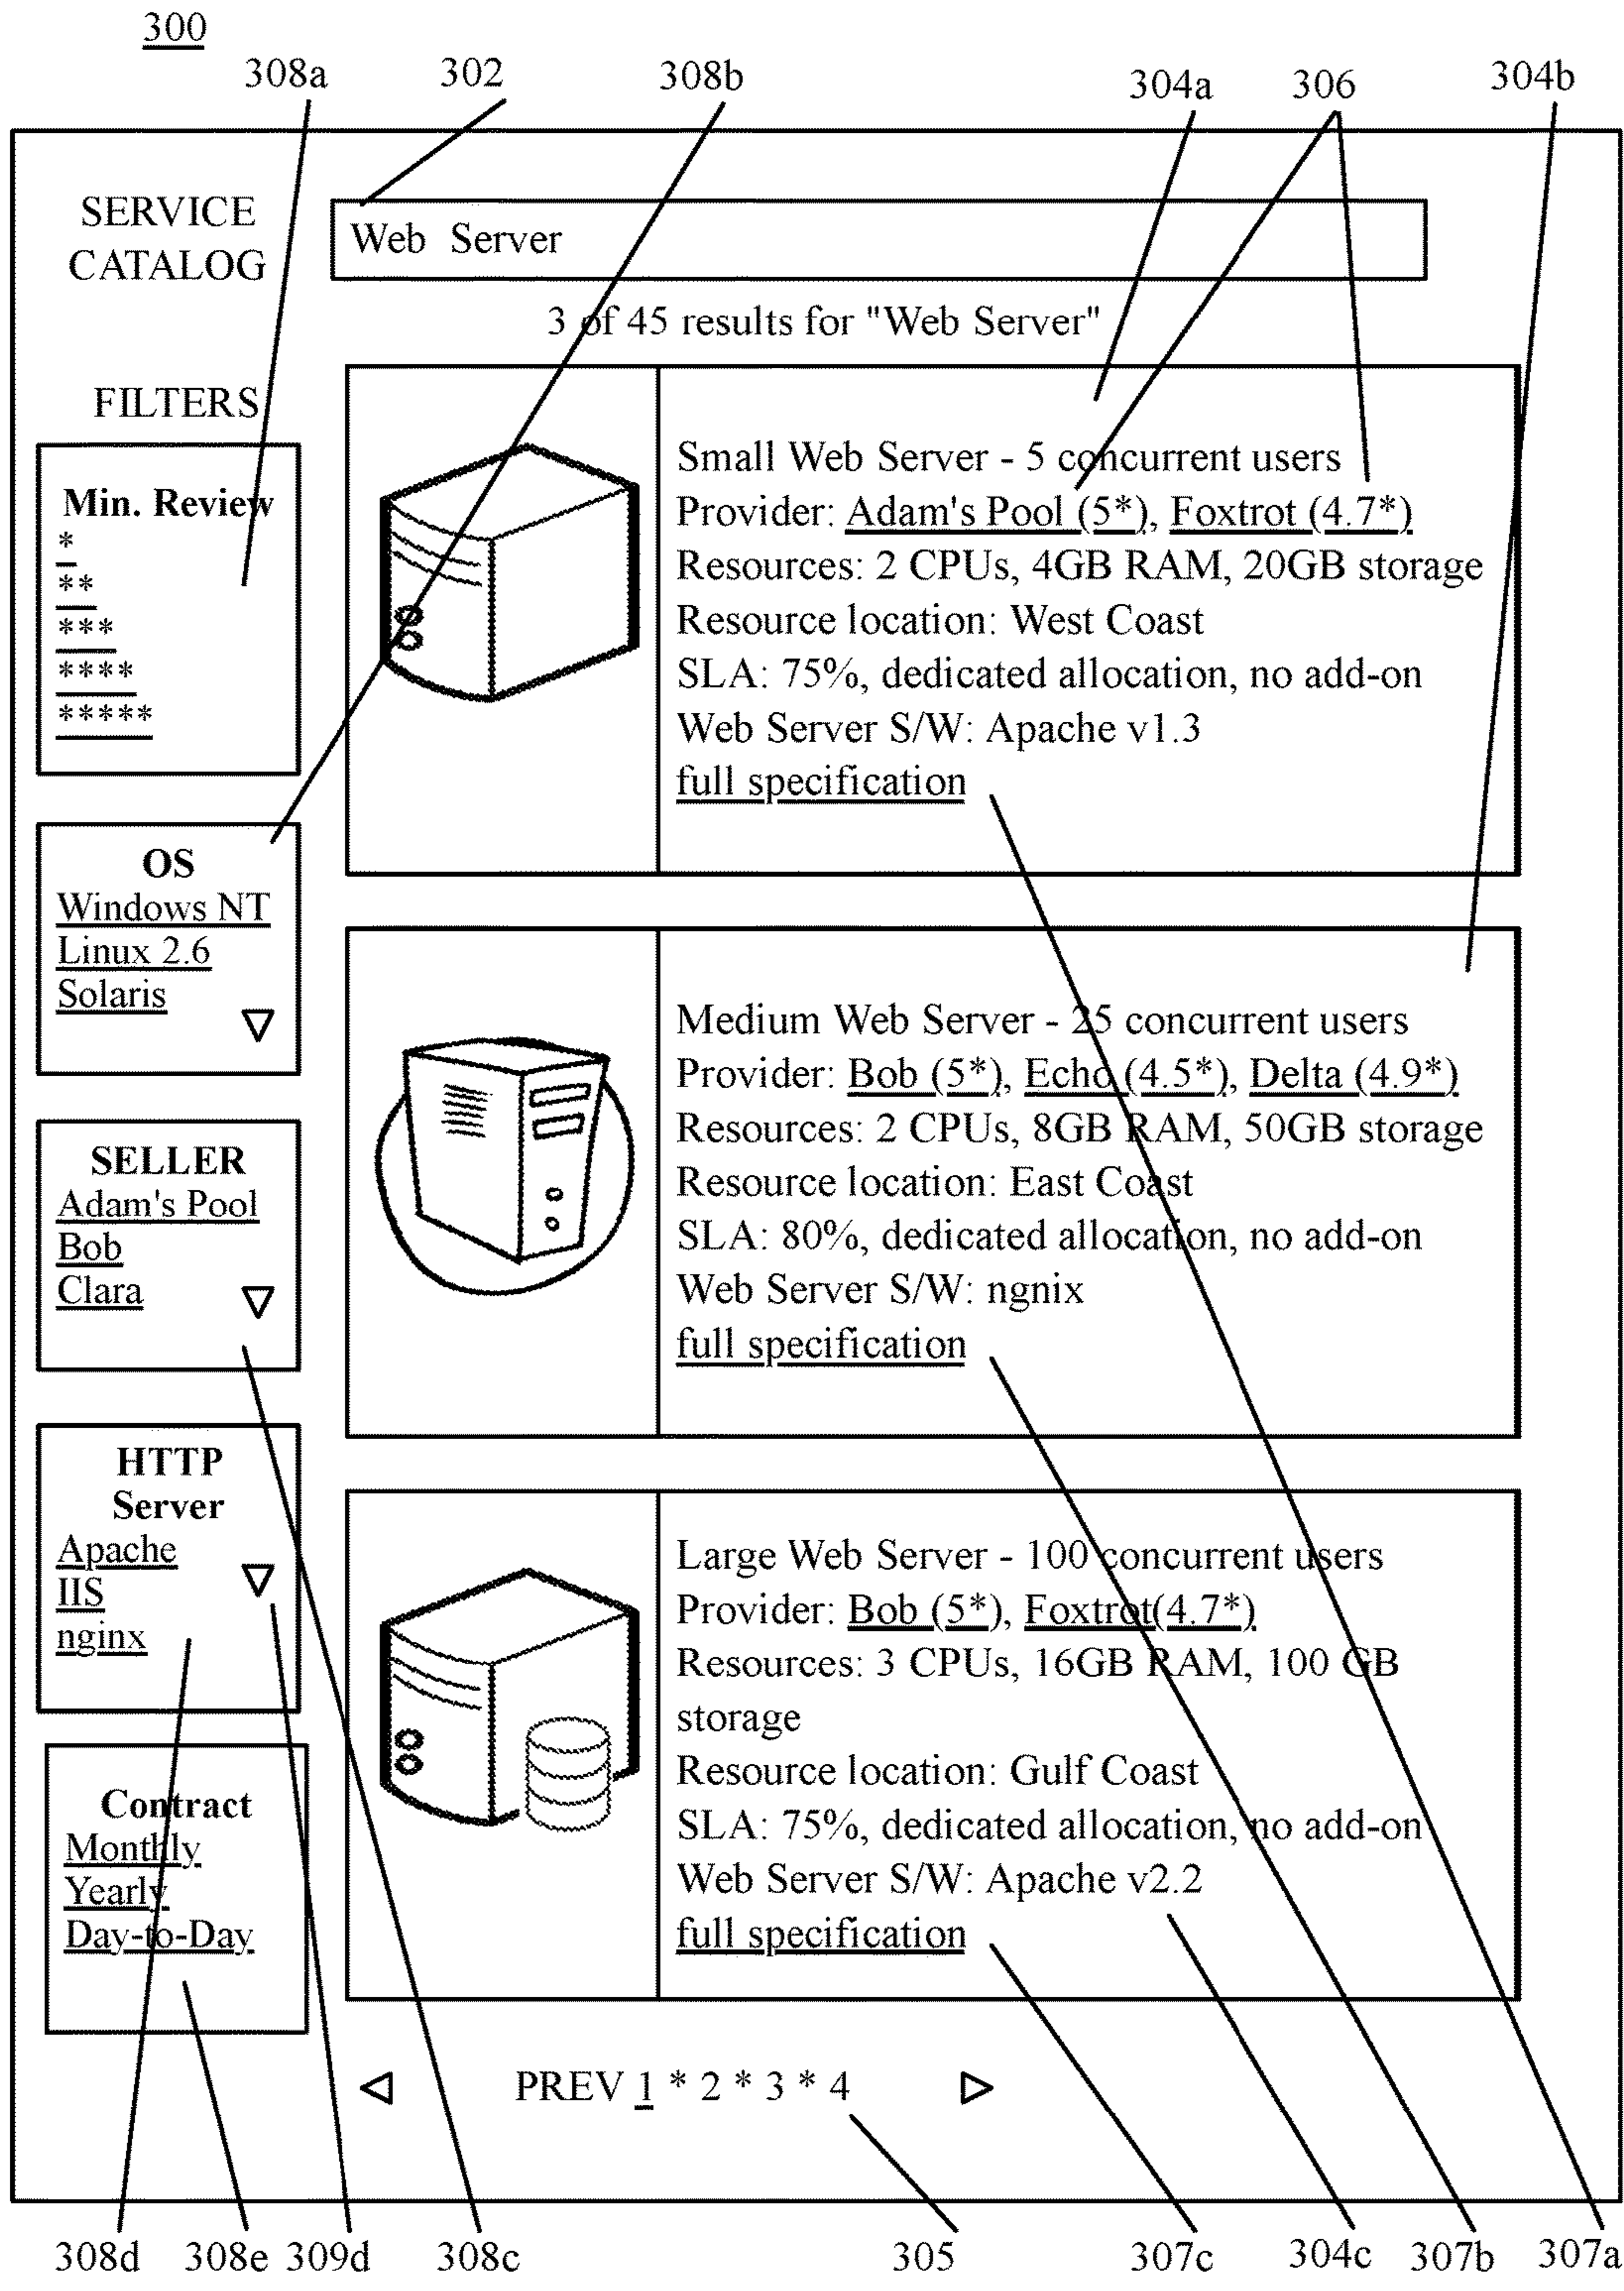 300
308a 302 308b 304a 306 304b
SERVICE
CATALOG
Web Server
3 of 45 results for "Web Server"
FILTERS
Min. Review
*
**
***
****
*****
OS
Windows NT
Linux 2.6
Solaris
SELLER
Adam's Pool
Bob
Clara
HTTP
Server
Apache
IIS
nginx
Contract
Monthly
Yearly
Day-to-Day
Small Web Server - 5 concurrent users
Provider: Adam's Pool (5*), Foxtrot (4.7*)
Resources: 2 CPUs, 4GB RAM, 20GB storage
Resource location: West Coast
SLA: 75%, dedicated allocation, no add-on
Web Server S/W: Apache v1.3
full specification
Medium Web Server - 25 concurrent users
Provider: Bob (5*), Echo (4.5*), Delta (4.9*)
Resources: 2 CPUs, 8GB RAM, 50GB storage
Resource location: East Coast
SLA: 80%, dedicated allocation, no add-on
Web Server S/W: ngnix
full specification
Large Web Server - 100 concurrent users
Provider: Bob (5*), Foxtrot(4.7*)
Resources: 3 CPUs, 16GB RAM, 100 GB
storage
Resource location: Gulf Coast
SLA: 75%, dedicated allocation, no add-on
Web Server S/W: Apache v2.2
full specification
PREV 1 * 2 * 3 * 4
308d 308e 309d 308c 305 307c 304c 307b 307a